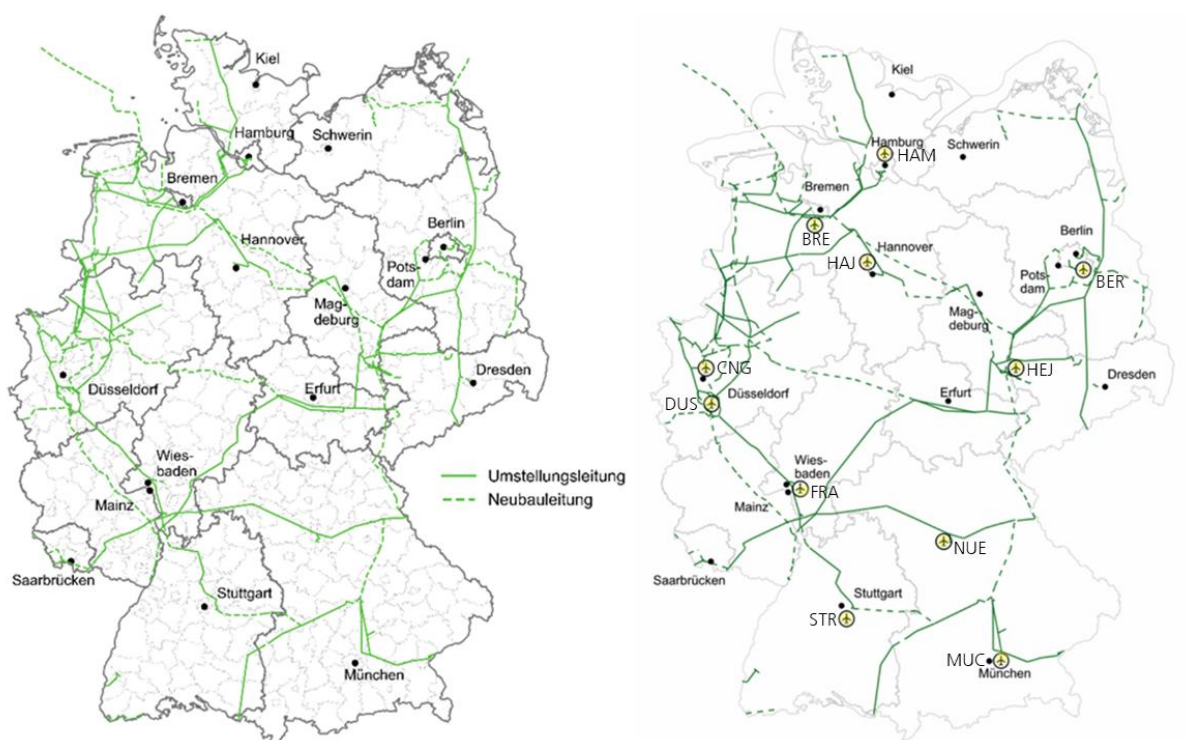 Kiel
Hamburg
Schwerin
Bremen
Berlin
Hannover
Pots-
dam
Mag-
deburg
Düsseldorf
Erfurt
Dresden
Wies-
baden
Mainz
Umstellungsleitung
Neubauleitung
Saarbrücken
Stuttgart
München
Kiel
Hamburg
HAM
Schwerin
Bremen
BRE
Berlin
HAJ
Hannover
Pots-
dam
BER
Mag-
deburg
CNG
HEJ
DUS
Düsseldorf
Erfurt
Dresden
Wies-
baden
FRA
Mainz
NUE
Saarbrücken
Stuttgart
STR
MUC
München